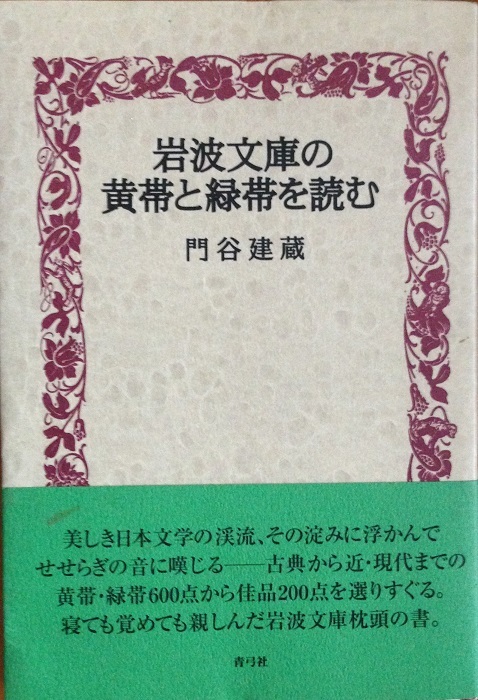 岩波文庫の
黄帯と緑帯を読む
門谷建蔵
美しき日本文学の渓流、その淀みに浮かんで
せせらぎの音に嘆じる──古典から近・現代までの
黄帯・緑帯600点から佳品200点を選りすぐる。
寝ても覚めても親しんだ岩波文庫枕頭の書。
青弓社